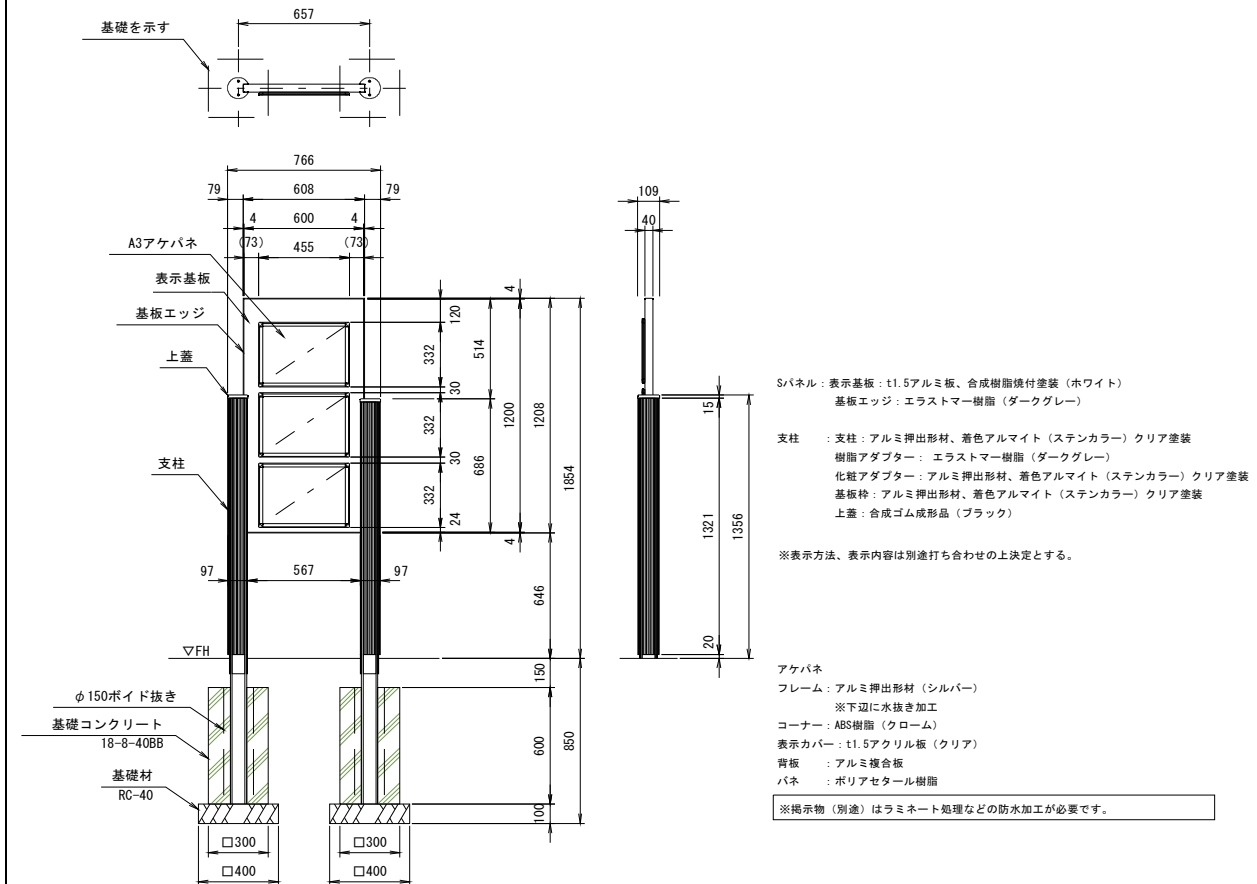 基礎を示す
657
766
79
608
79
4
600
4
(73)
455
(73)
A3アケパネ
表示基板
基板エッジ
上蓋
支柱
120
332
30
332
30
332
24
514
686
4
1200
4
1208
1854
646
97
567
97
▽FH
150
600
100
850
φ150ボイド抜き
基礎コンクリート
18-8-40BB
基礎材
RC-40
□300
□400
□300
□400
109
40
15
1321
20
1356
Sパネル：表示基板：t1.5アルミ板、合成樹脂焼付塗装（ホワイト）
基板エッジ：エラストマー樹脂（ダークグレー）
支柱　：支柱：アルミ押出形材、着色アルマイト（ステンカラー）クリア塗装
樹脂アダプター： エラストマー樹脂（ダークグレー）
化粧アダプター：アルミ押出形材、着色アルマイト（ステンカラー）クリア塗装
基板枠：アルミ押出形材、着色アルマイト（ステンカラー）クリア塗装
上蓋：合成ゴム成形品（ブラック）
※表示方法、表示内容は別途打ち合わせの上決定とする。
アケパネ
フレーム：アルミ押出形材（シルバー）
※下辺に水抜き加工
コーナー：ABS樹脂（クローム）
表示カバー：t1.5アクリル板（クリア）
背板　：アルミ複合板
バネ　：ポリアセタール樹脂
※掲示物（別途）はラミネート処理などの防水加工が必要です。